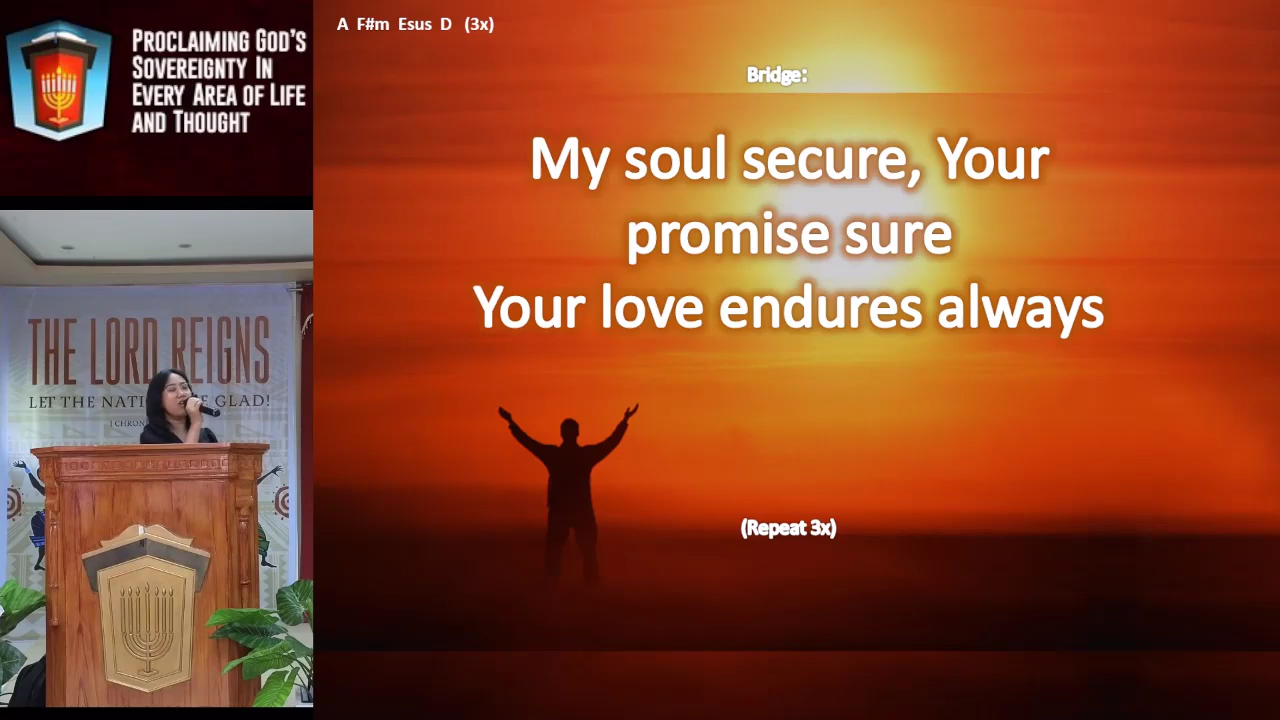 PROCLAIMING GOD'S
SOVEREIGNTY IN
EVERY AREA OF LIFE
AND THOUGHT
A F#m Esus D (3x)
Bridge:
My soul secure, Your
promise sure
Your love endures always
(Repeat 3x)
THE LORD REIGNS
LET THE NATI E GLAD!
I CHRON